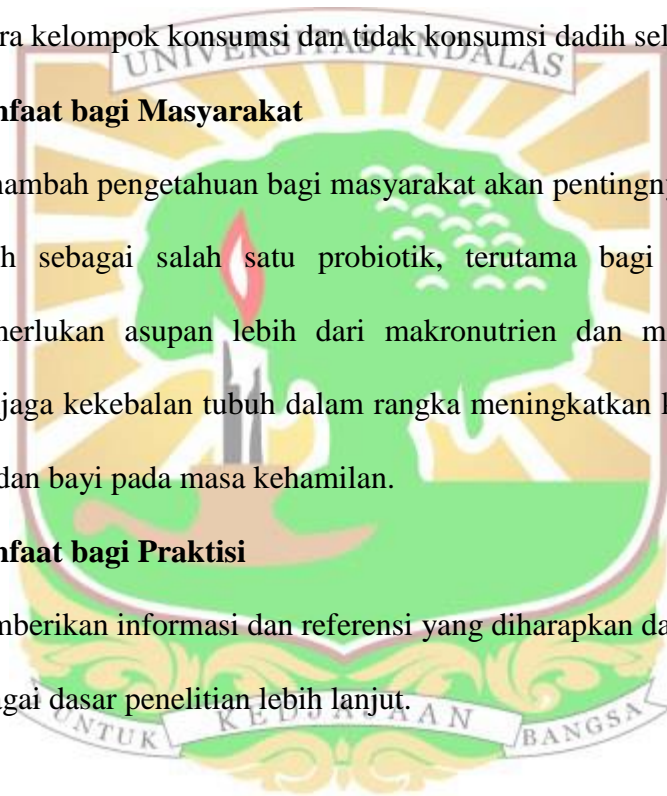 ra kelompok konsumsi dan tidak konsumsi dadih sel
UNIVERSITAS ANDALAS
nfaat bagi Masyarakat
nambah pengetahuan bagi masyarakat akan pentingny
h sebagai salah satu probiotik, terutama bagi
nerlukan asupan lebih dari makronutrien dan m
jaga kekebalan tubuh dalam rangka meningkatkan
dan bayi pada masa kehamilan.
nfaat bagi Praktisi
mberikan informasi dan referensi yang diharapkan da
agai dasar penelitian lebih lanjut.
UNTUK KEDJAJAAN BANGSA